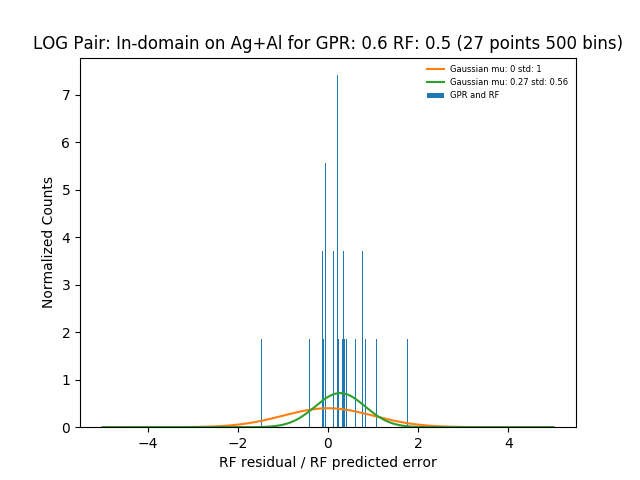 LOG Pair: In-domain on Ag+Al for GPR: 0.6 RF: 0.5 (27 points 500 bins)
Gaussian mu: 0 std: 1
Gaussian mu: 0.27 std: 0.56
GPR and RF
Normalized Counts
7
6
5
4
3
2
1
0
−4
−2
0
2
4
RF residual / RF predicted error